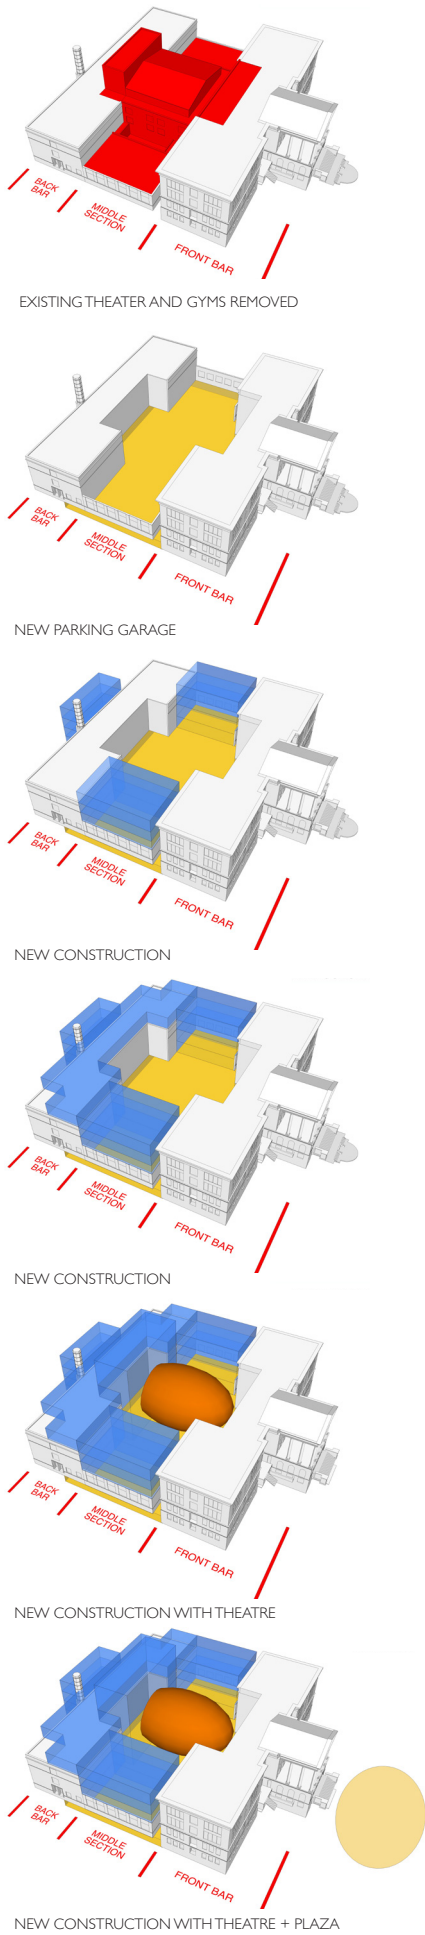 BACK
BAR
MIDDLE
SECTION
FRONT BAR
EXISTING THEATER AND GYMS REMOVED
BACK
BAR
MIDDLE
SECTION
FRONT BAR
NEW PARKING GARAGE
BACK
BAR
MIDDLE
SECTION
FRONT BAR
NEW CONSTRUCTION
BACK
BAR
MIDDLE
SECTION
FRONT BAR
NEW CONSTRUCTION
BACK
BAR
MIDDLE
SECTION
FRONT BAR
NEW CONSTRUCTION WITH THEATRE
BACK
BAR
MIDDLE
SECTION
FRONT BAR
NEW CONSTRUCTION WITH THEATRE + PLAZA